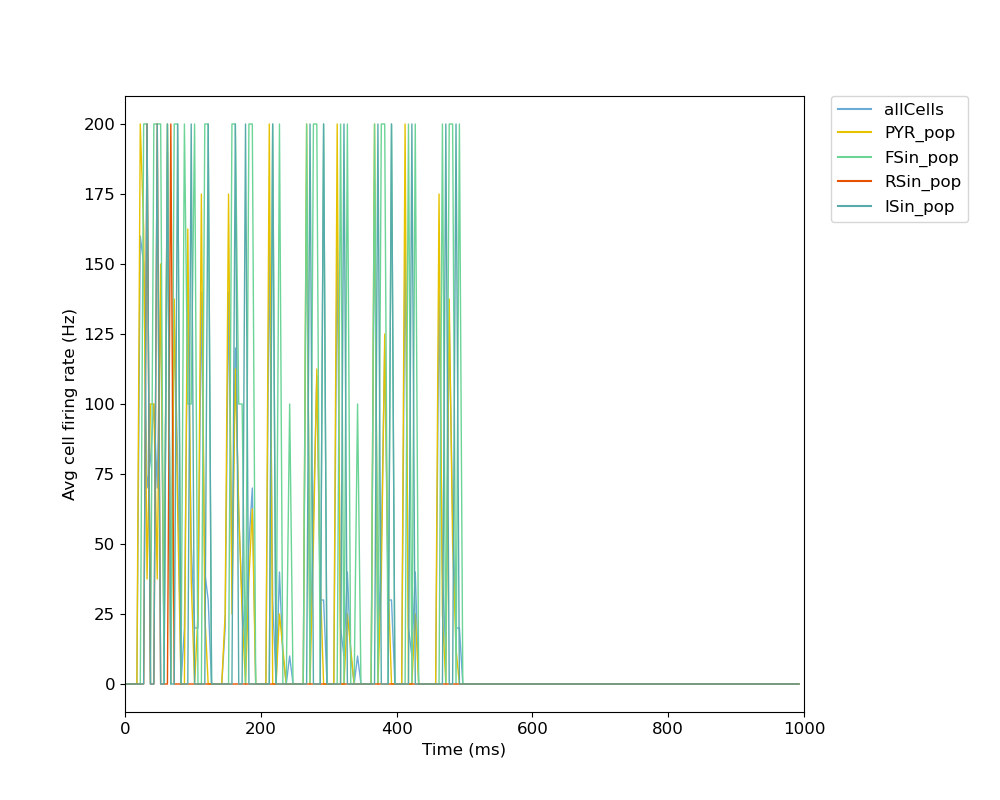 allCells
PYR_pop
FSin_pop
RSin_pop
ISin_pop
200
175
150
125
100
75
50
25
0
Avg cell firing rate (Hz)
0 200 400 600 800 1000
Time (ms)